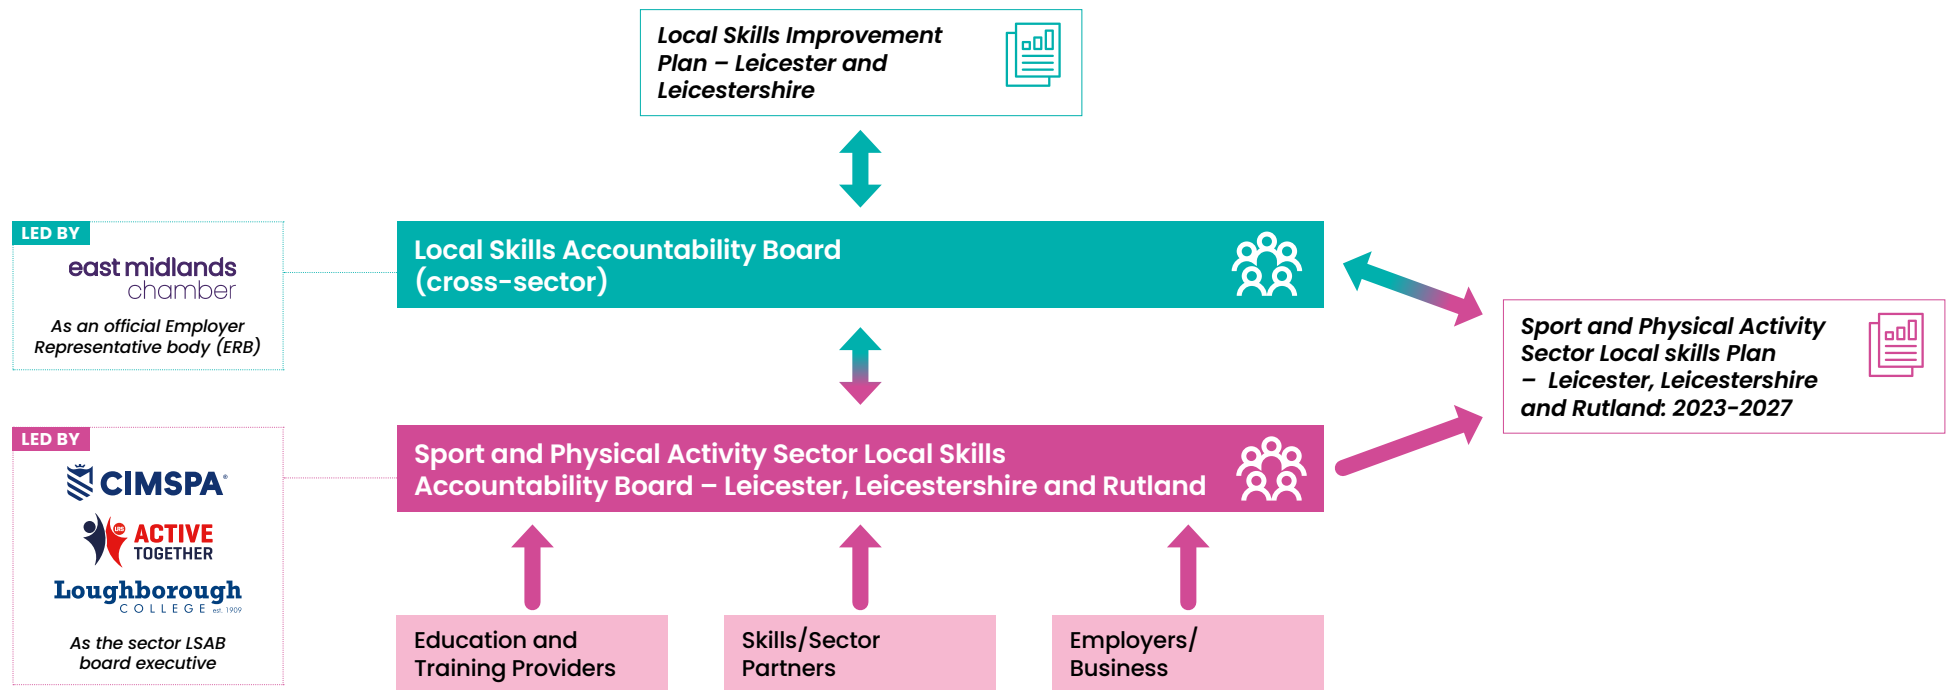 Local Skills Improvement
Plan – Leicester and
Leicestershire
LED BY
east midlands
chamber
As an official Employer
Representative body (ERB)
Local Skills Accountability Board
(cross-sector)
Sport and Physical Activity
Sector Local skills Plan
– Leicester, Leicestershire
and Rutland: 2023-2027
LED BY
CIMSPA®
LRS
ACTIVE
TOGETHER
Loughborough
COLLEGE est. 1909
As the sector LSAB
board executive
Sport and Physical Activity Sector Local Skills
Accountability Board – Leicester, Leicestershire and Rutland
Education and
Training Providers
Skills/Sector
Partners
Employers/
Business